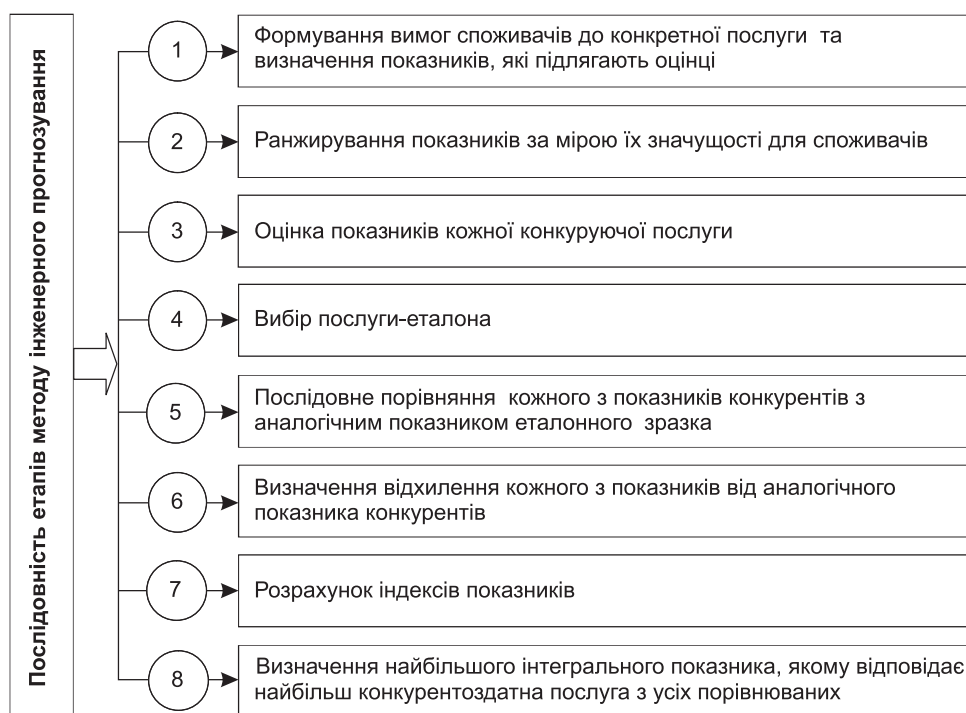 Послідовність етапів методу інженерного прогнозування
1
Формування вимог споживачів до конкретної послуги та
визначення показників, які підлягають оцінці
2
Ранжирування показників за мірою їх значущості для споживачів
3
Оцінка показників кожної конкуруючої послуги
4
Вибір послуги-еталона
5
Послідовне порівняння кожного з показників конкурентів з
аналогічним показником еталонного зразка
6
Визначення відхилення кожного з показників від аналогічного
показника конкурентів
7
Розрахунок індексів показників
8
Визначення найбільшого інтегрального показника, якому відповідає
найбільш конкурентоздатна послуга з усіх порівнюваних